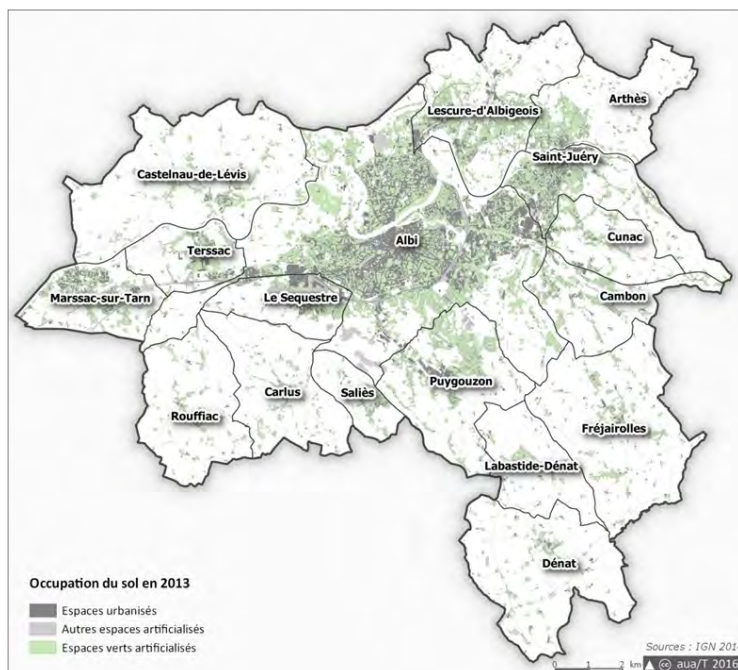 Arthès
Lescure-d'Albigeois
Saint-Juéry
Castelnau-de-Lévis
Albi
Cunac
Terssac
Marssac-sur-Tarn
Le Sequestre
Cambon
Puygouzon
Rouffiac
Carlus
Saliès
Fréjairolles
Labastide-Dénat
Dénat
Occupation du sol en 2013
Espaces urbanisés
Autres espaces artificialisés
Espaces verts artificialisés
0 1 2 km
Sources : IGN 2016
cc aua/T 2016